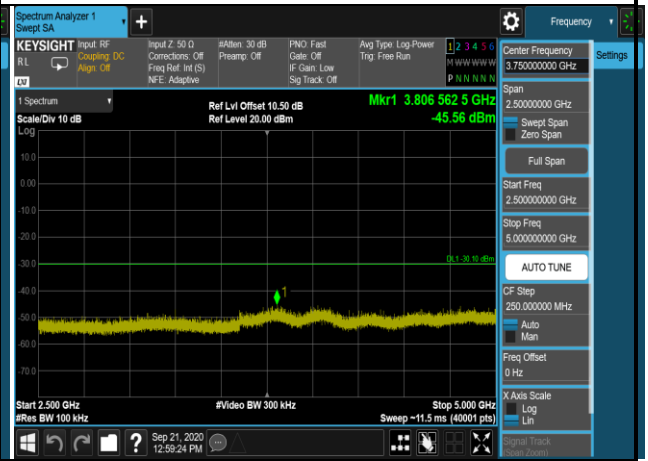 Spectrum Analyzer 1
Swept SA
+
Frequency
KEYSIGHT
RL
LXI
Input: RF
Coupling: DC
Align: Off
Input Z: 50 Ω
Corrections: Off
Freq Ref: Int (S)
NFE: Adaptive
#Atten: 30 dB
Preamp: Off
PNO: Fast
Gate: Off
IF Gain: Low
Sig Track: Off
Avg Type: Log-Power
Trig: Free Run
1 2 3 4 5 6
M W W W W W
P N N N N N
1 Spectrum
Scale/Div 10 dB
Ref Lvl Offset 10.50 dB
Ref Level 20.00 dBm
Mkr1 3.806 562 5 GHz
-45.56 dBm
Log
10.0
0.00
-10.0
-20.0
-30.0
-40.0
-50.0
-60.0
-70.0
DL1 -30.10 dBm
1
Start 2.500 GHz
#Res BW 100 kHz
#Video BW 300 kHz
Stop 5.000 GHz
Sweep ~11.5 ms (40001 pts)
?
Sep 21, 2020
12:59:24 PM
Center Frequency
3.750000000 GHz
Settings
Span
2.50000000 GHz
Swept Span
Zero Span
Full Span
Start Freq
2.500000000 GHz
Stop Freq
5.000000000 GHz
AUTO TUNE
CF Step
250.000000 MHz
Auto
Man
Freq Offset
0 Hz
X Axis Scale
Log
Lin
Signal Track
(Span Zoom)